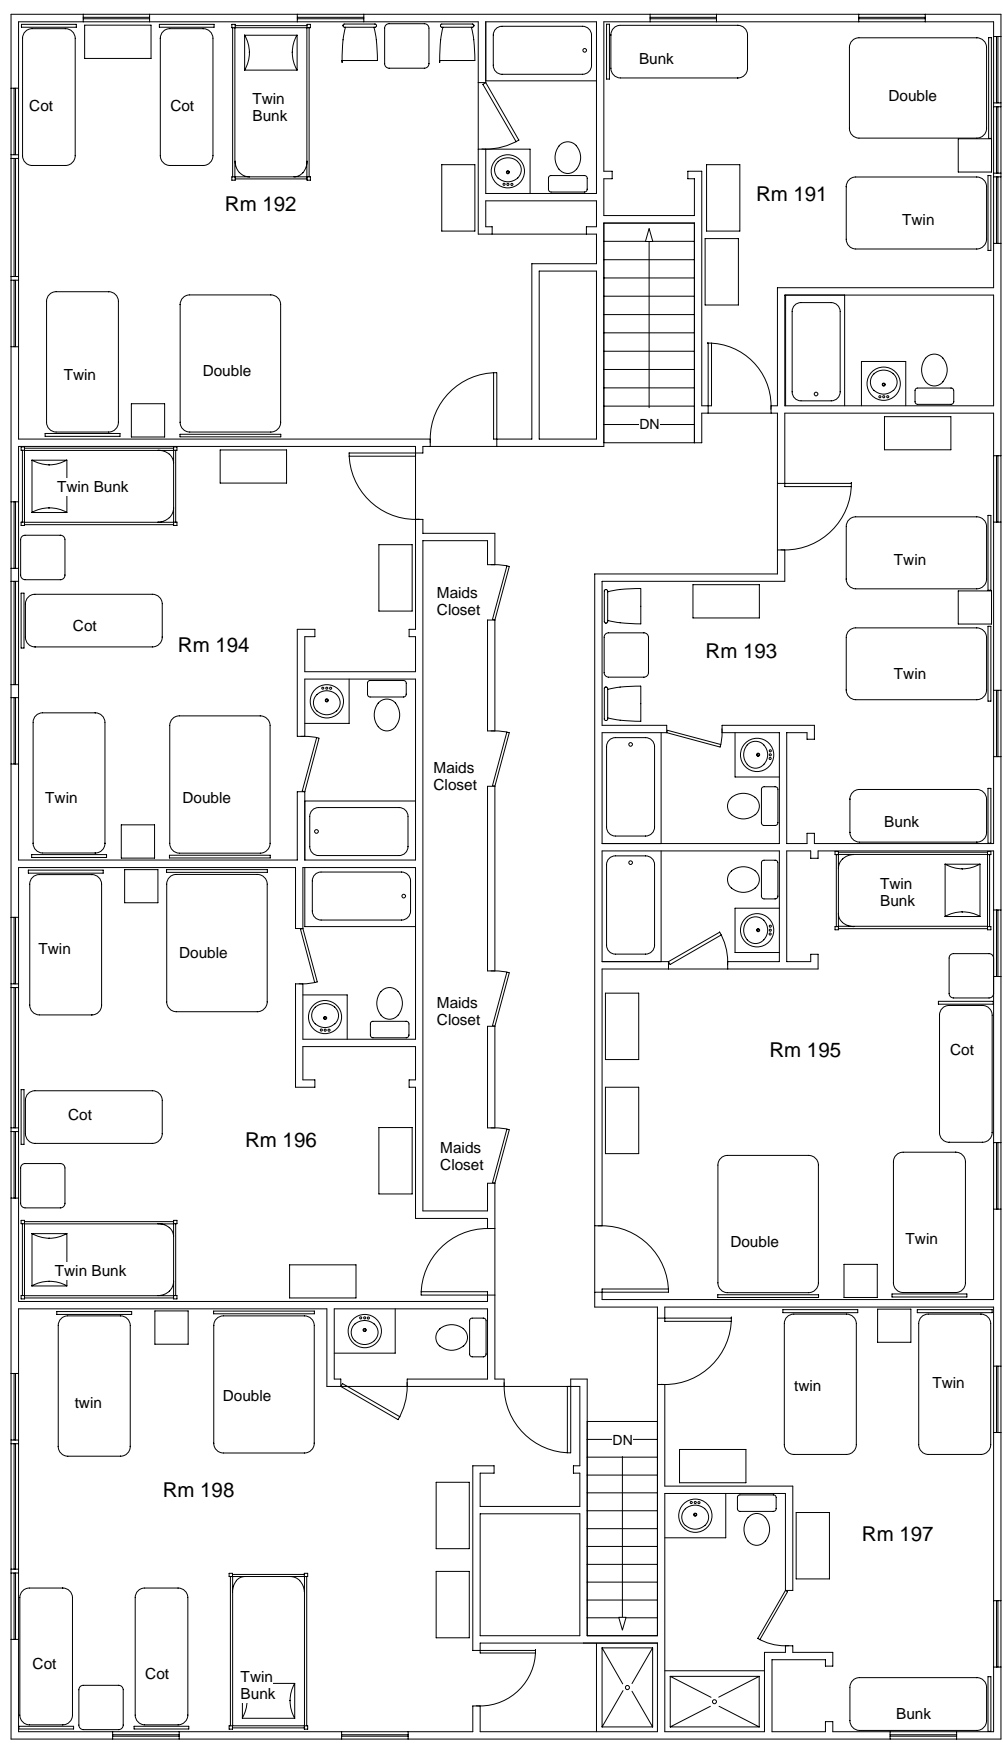 Bunk
Double
Cot
Cot
Twin
Bunk
Rm 192
Rm 191
Twin
Twin
Double
DN
Twin Bunk
Twin
Maids
Closet
Cot
Rm 194
Rm 193
Twin
Maids
Closet
Twin
Double
Bunk
Twin
Bunk
Twin
Double
Maids
Closet
Rm 195
Cot
Cot
Rm 196
Maids
Closet
Double
Twin
Twin Bunk
twin
Double
twin
Twin
DN
Rm 198
Rm 197
Cot
Cot
Twin
Bunk
Bunk